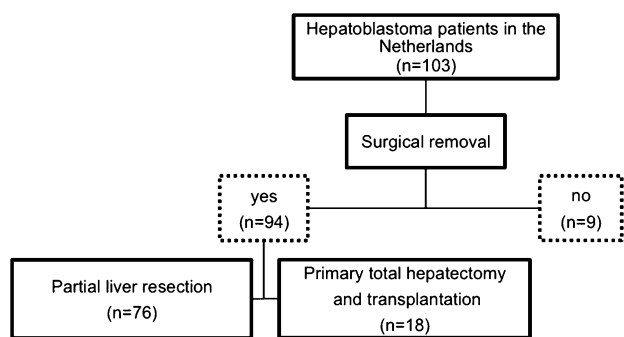 Hepatoblastoma patients in the
Netherlands
(n=103)
Surgical removal
yes
(n=94)
no
(n=9)
Partial liver resection
(n=76)
Primary total hepatectomy
and transplantation
(n=18)